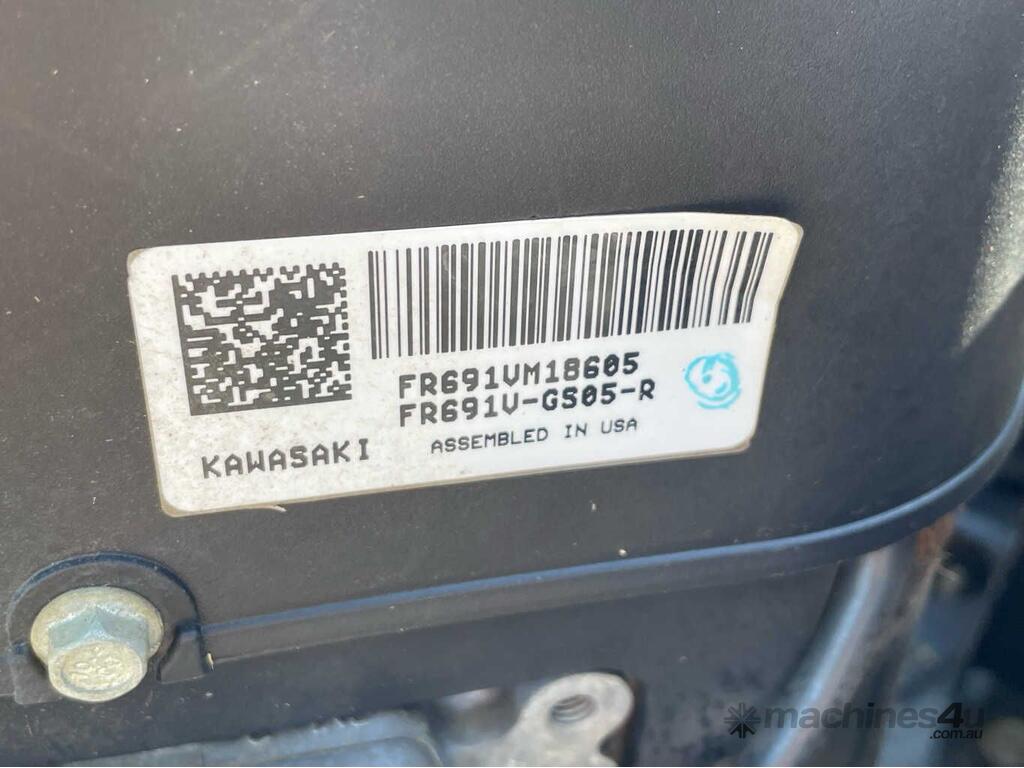 FR691VM18605
FR691V-GS05-R
KAWASAKI
ASSEMBLED IN USA
machines4u
.com.au